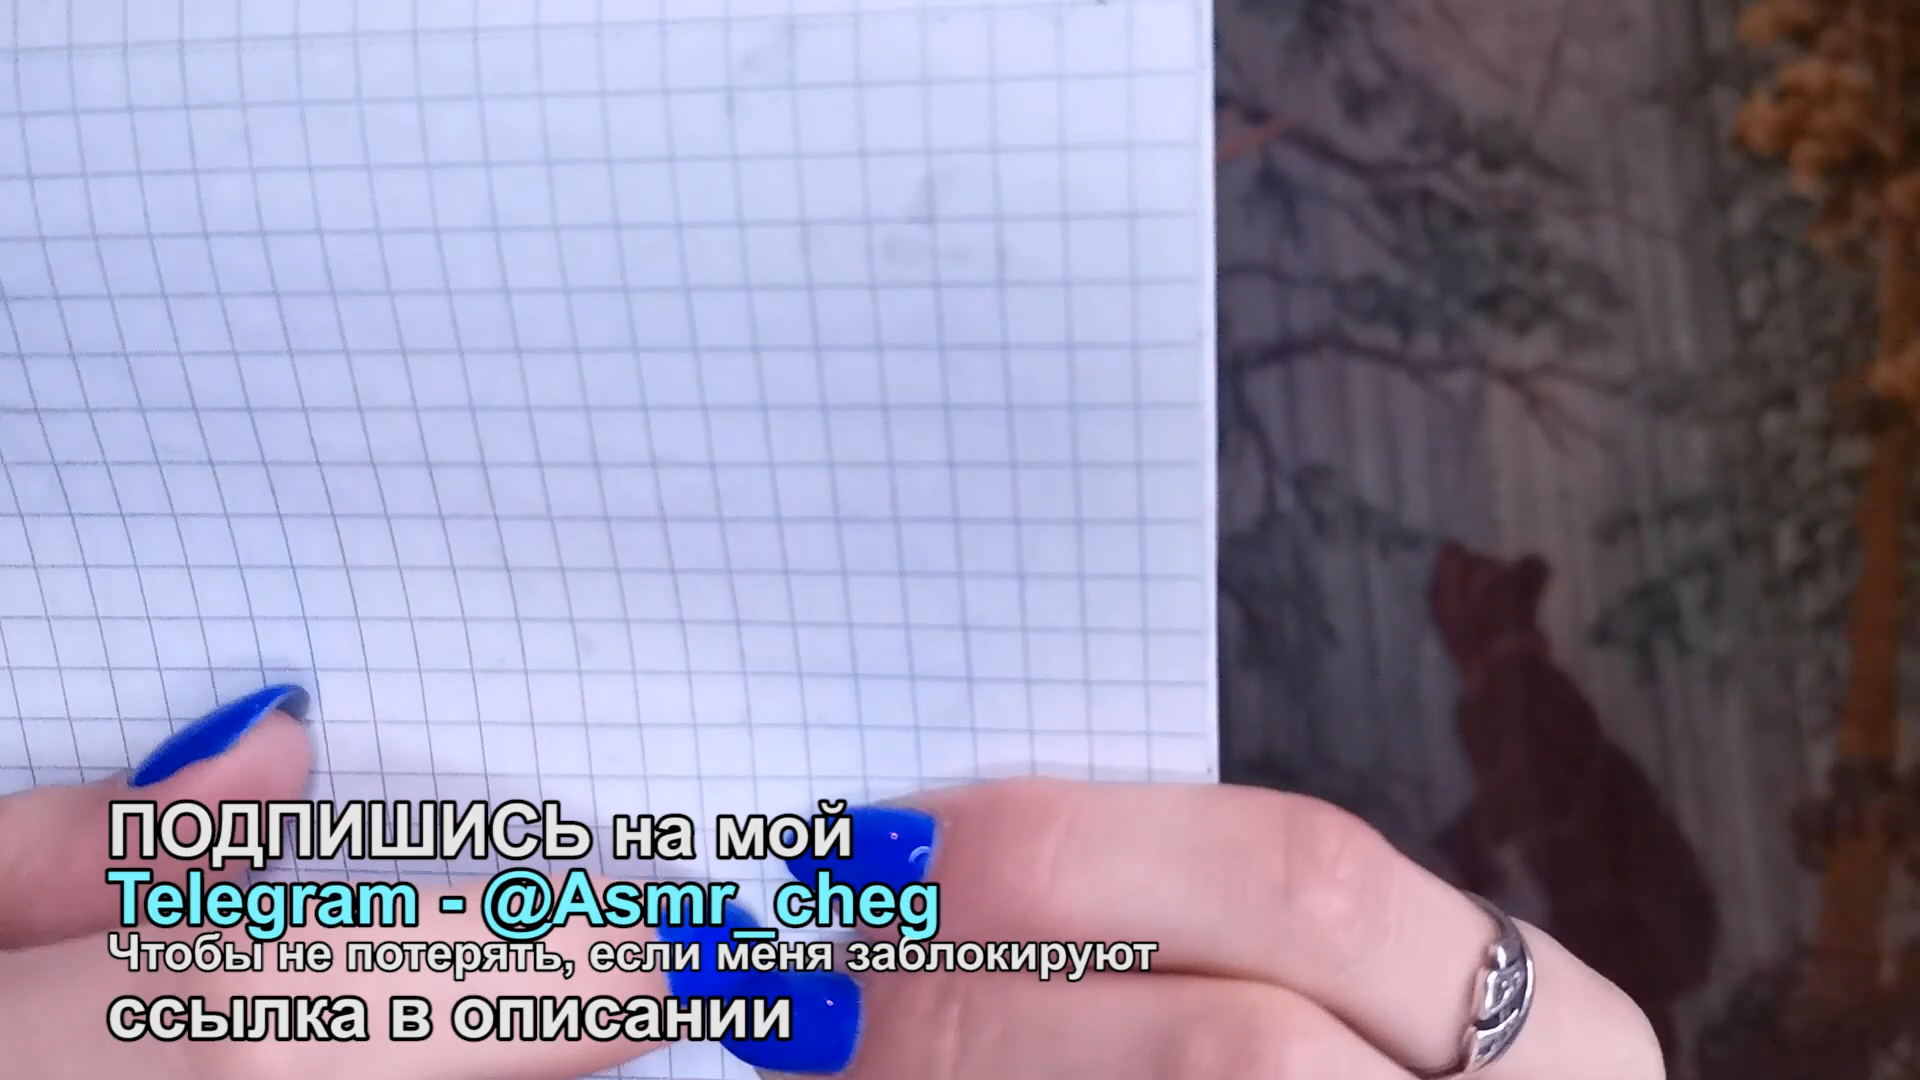 ПОДПИШИСЬ на мой
Telegram - @Asmr_cheg
Чтобы не потерять, если меня заблокируют
ссылка в описании